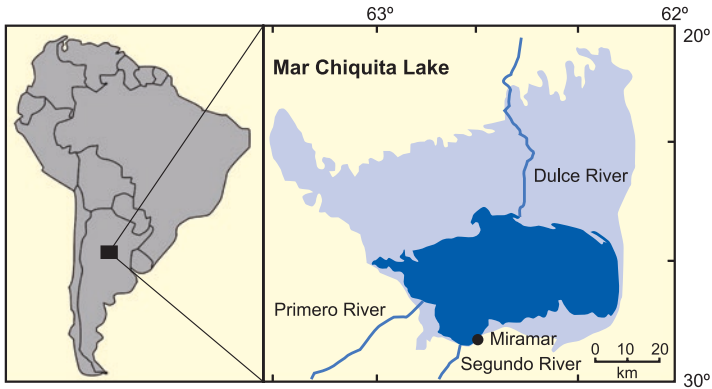 63º
62º
20º
Mar Chiquita Lake
Dulce River
Primero River
Miramar
Segundo River
0 10 20
km
30º